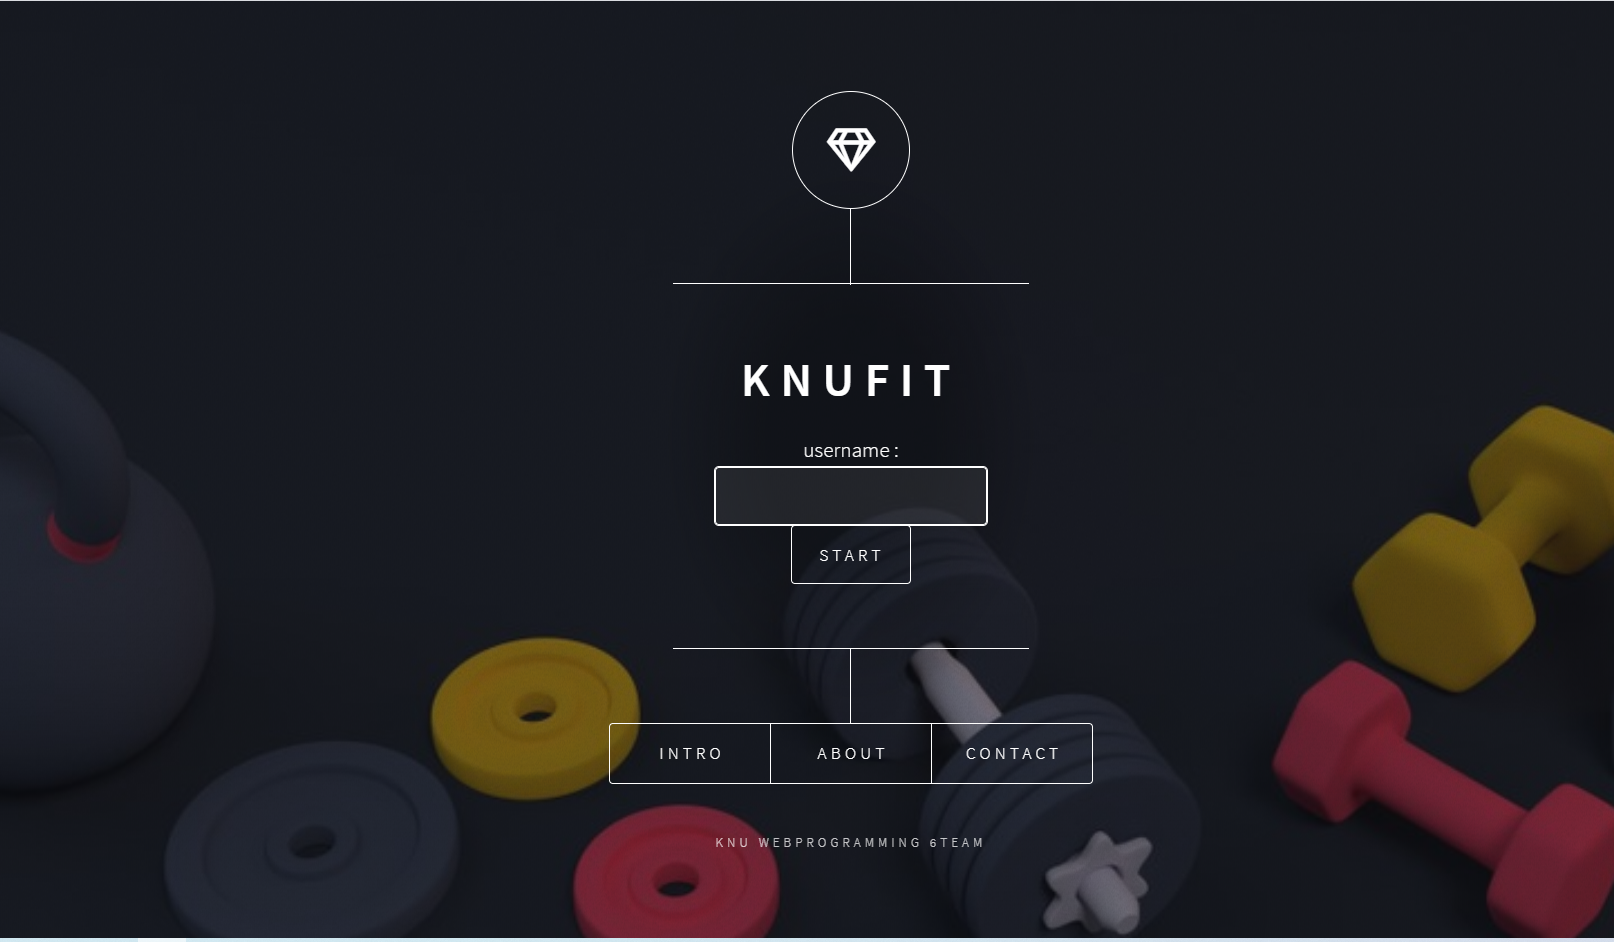 KNUFIT
username :
START
INTRO
ABOUT
CONTACT
KNU WEBPROGRAMMING 6TEAM